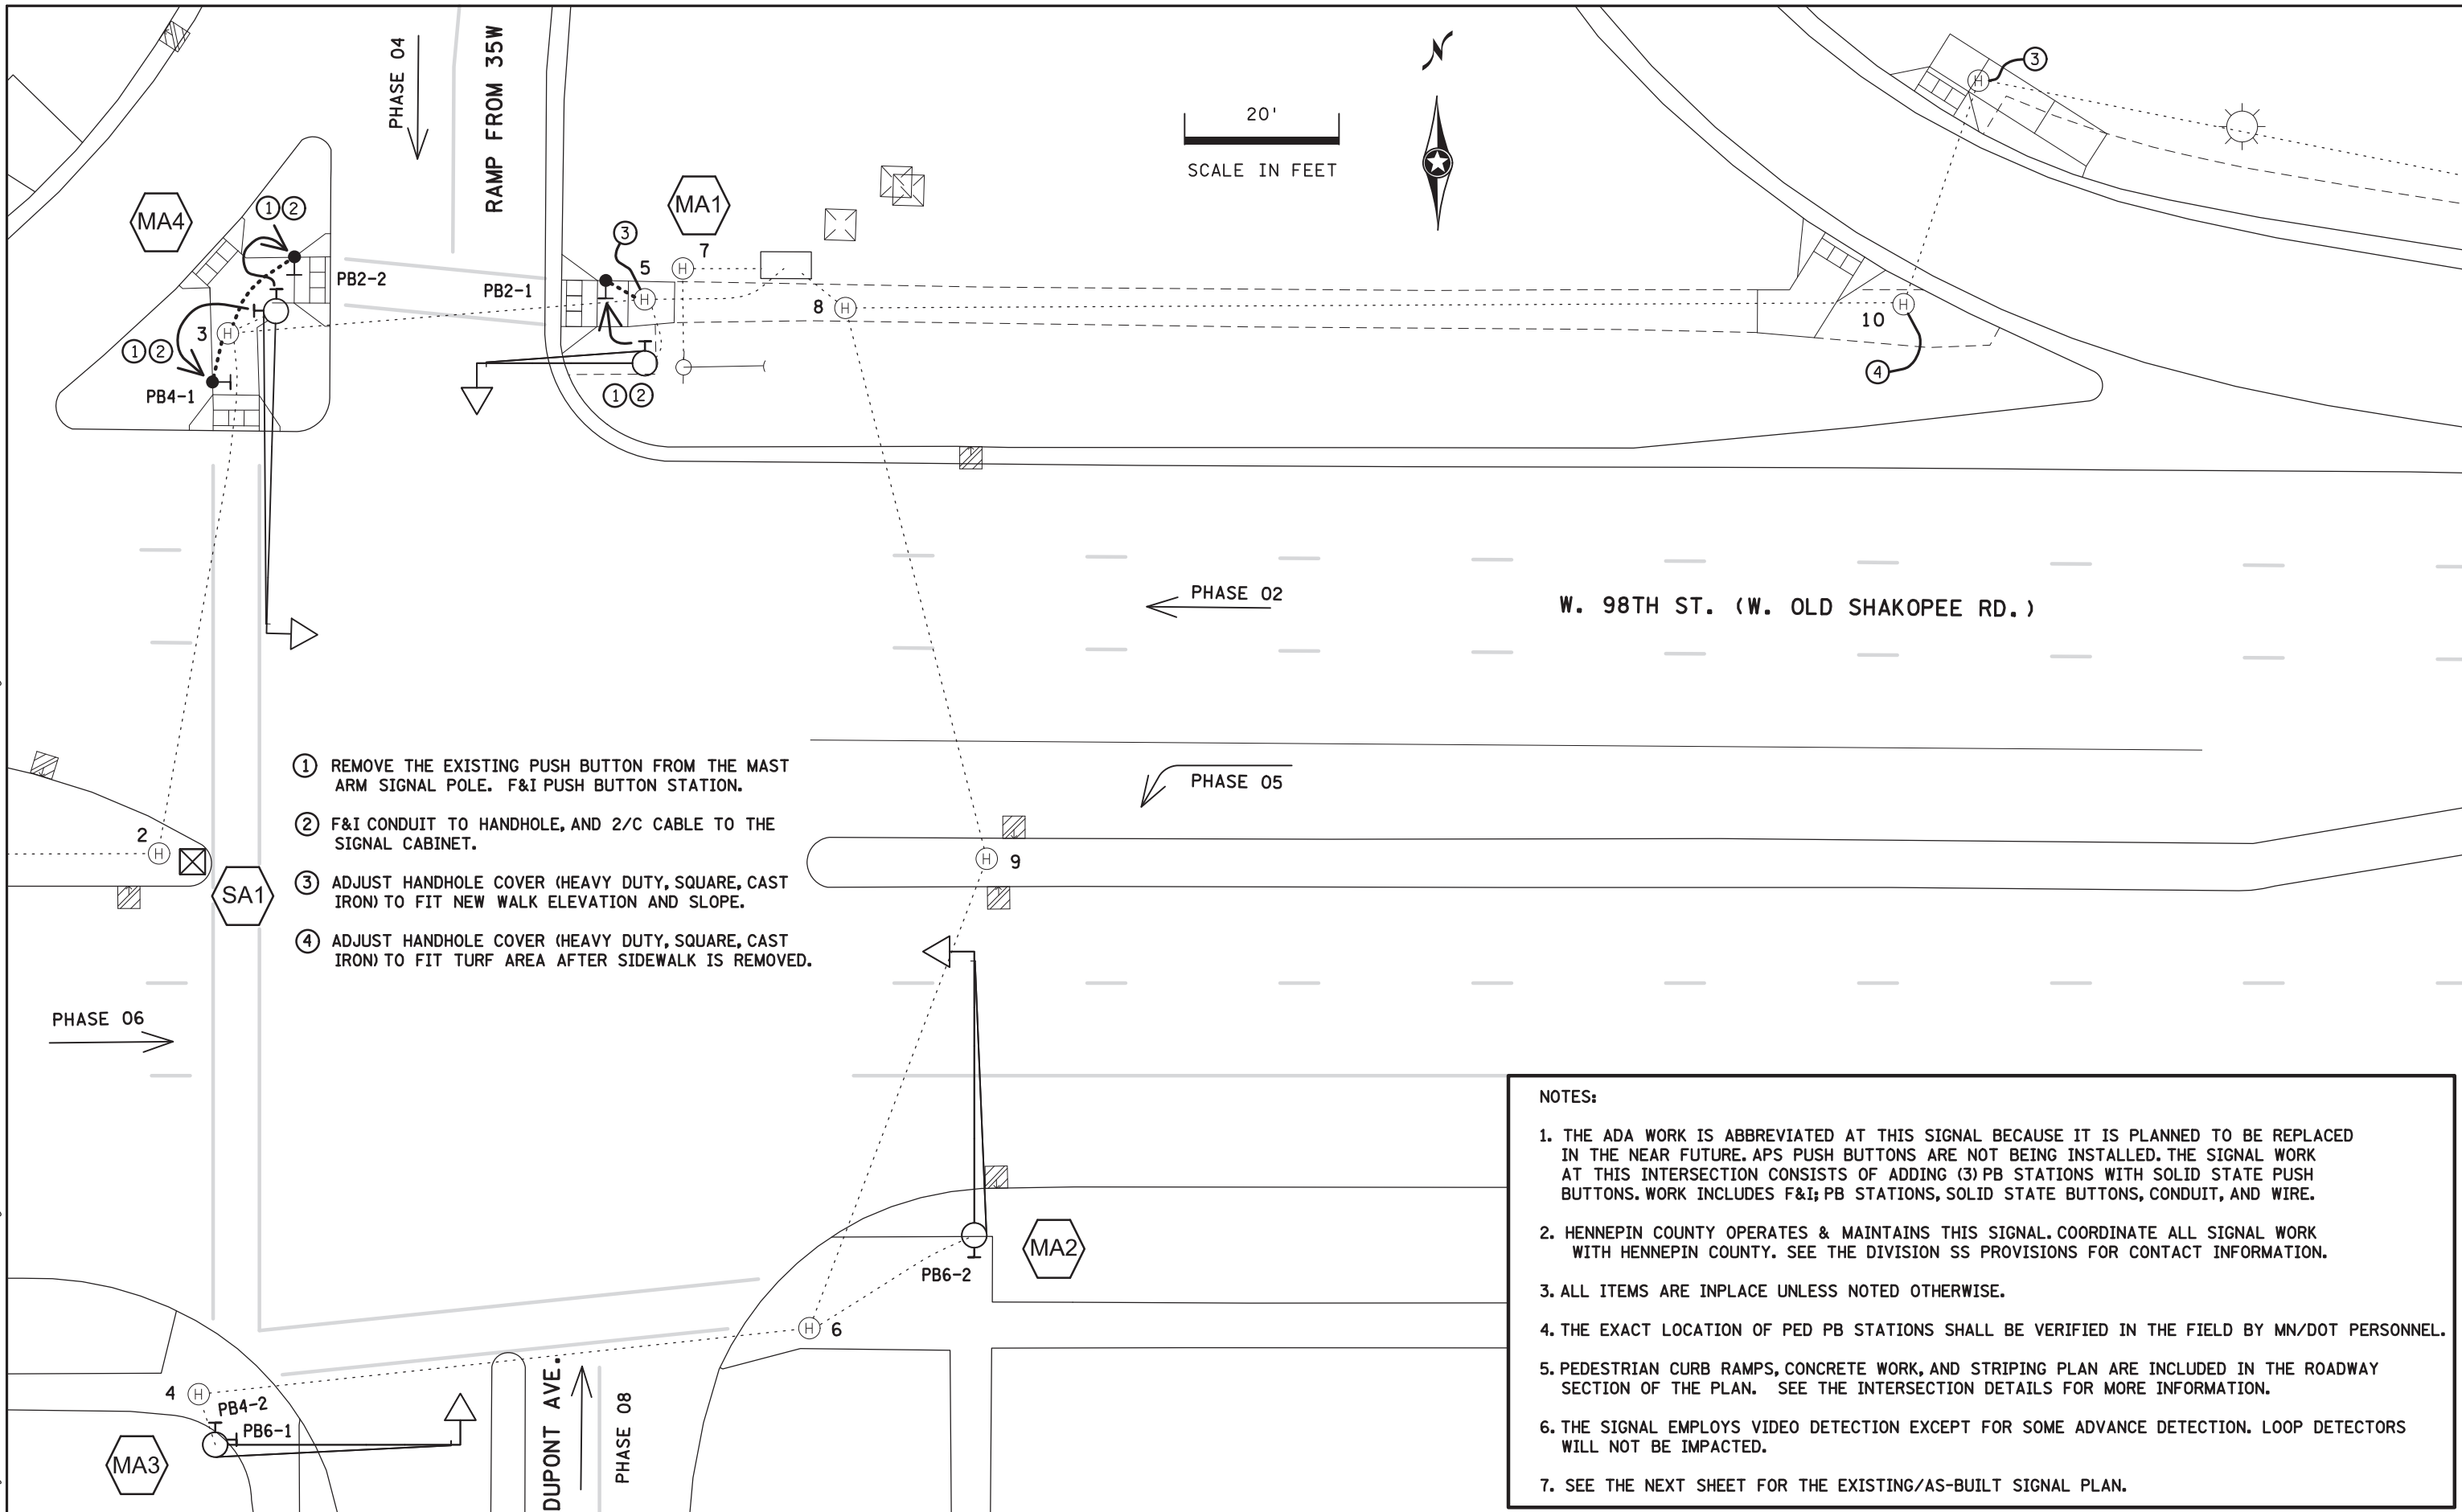 PHASE 04
RAMP FROM 35W
N
20'
SCALE IN FEET
H
3
MA4
1 2
MA1
3
7
H
5
PB2-2
PB2-1
H
8
H
H
10
3
H
1 2
PB4-1
1 2
4
PHASE 02
W. 98TH ST. (W. OLD SHAKOPEE RD.)
PHASE 05
1 REMOVE THE EXISTING PUSH BUTTON FROM THE MAST
ARM SIGNAL POLE. F&I PUSH BUTTON STATION.
2 F&I CONDUIT TO HANDHOLE, AND 2/C CABLE TO THE
SIGNAL CABINET.
3 ADJUST HANDHOLE COVER (HEAVY DUTY, SQUARE, CAST
IRON) TO FIT NEW WALK ELEVATION AND SLOPE.
4 ADJUST HANDHOLE COVER (HEAVY DUTY, SQUARE, CAST
IRON) TO FIT TURF AREA AFTER SIDEWALK IS REMOVED.
2
H
SA1
H
9
PHASE 06
MA2
PB6-2
H
6
4
H
PB4-2
PB6-1
MA3
DUPONT AVE.
PHASE 08
NOTES:
1. THE ADA WORK IS ABBREVIATED AT THIS SIGNAL BECAUSE IT IS PLANNED TO BE REPLACED
IN THE NEAR FUTURE. APS PUSH BUTTONS ARE NOT BEING INSTALLED. THE SIGNAL WORK
AT THIS INTERSECTION CONSISTS OF ADDING (3) PB STATIONS WITH SOLID STATE PUSH
BUTTONS. WORK INCLUDES F&I; PB STATIONS, SOLID STATE BUTTONS, CONDUIT, AND WIRE.
2. HENNEPIN COUNTY OPERATES & MAINTAINS THIS SIGNAL. COORDINATE ALL SIGNAL WORK
WITH HENNEPIN COUNTY. SEE THE DIVISION SS PROVISIONS FOR CONTACT INFORMATION.
3. ALL ITEMS ARE INPLACE UNLESS NOTED OTHERWISE.
4. THE EXACT LOCATION OF PED PB STATIONS SHALL BE VERIFIED IN THE FIELD BY MN/DOT PERSONNEL.
5. PEDESTRIAN CURB RAMPS, CONCRETE WORK, AND STRIPING PLAN ARE INCLUDED IN THE ROADWAY
SECTION OF THE PLAN. SEE THE INTERSECTION DETAILS FOR MORE INFORMATION.
6. THE SIGNAL EMPLOYS VIDEO DETECTION EXCEPT FOR SOME ADVANCE DETECTION. LOOP DETECTORS
WILL NOT BE IMPACTED.
7. SEE THE NEXT SHEET FOR THE EXISTING/AS-BUILT SIGNAL PLAN.